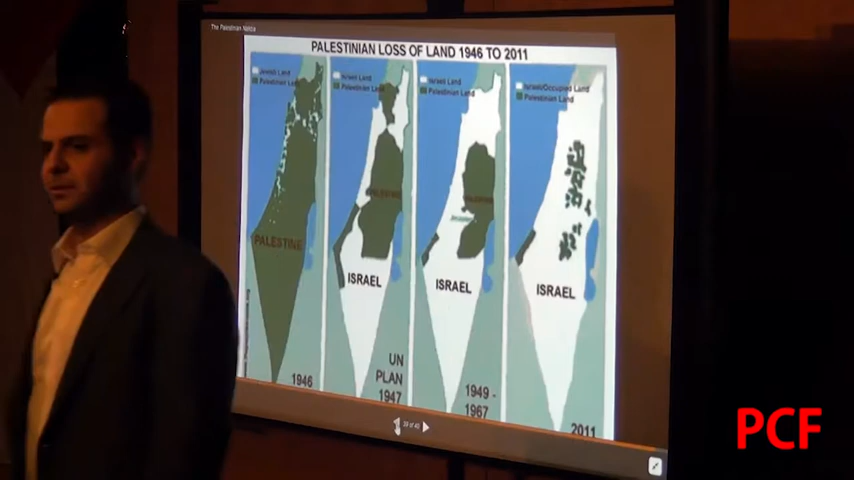 The Palestinian Nakba
PALESTINIAN LOSS OF LAND 1946 TO 2011
Jewish Land
Palestinian Land
Israeli Land
Palestinian Land
Israeli Land
Palestinian Land
Israeli/Occupied Land
Palestinian Land
PALESTINE
PALESTINE
ISRAEL
ISRAEL
ISRAEL
1946
UN
PLAN
1947
1949 -
1967
2011
PCF